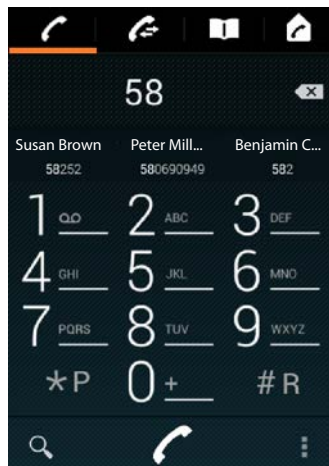 58
Susan Brown Peter Mill... Benjamin C...
58252 580690949 582
1 2 ABC 3 DEF
4 GHI 5 JKL 6 MNO
7 PQRS 8 TUV 9 WXYZ
*P 0 + #R